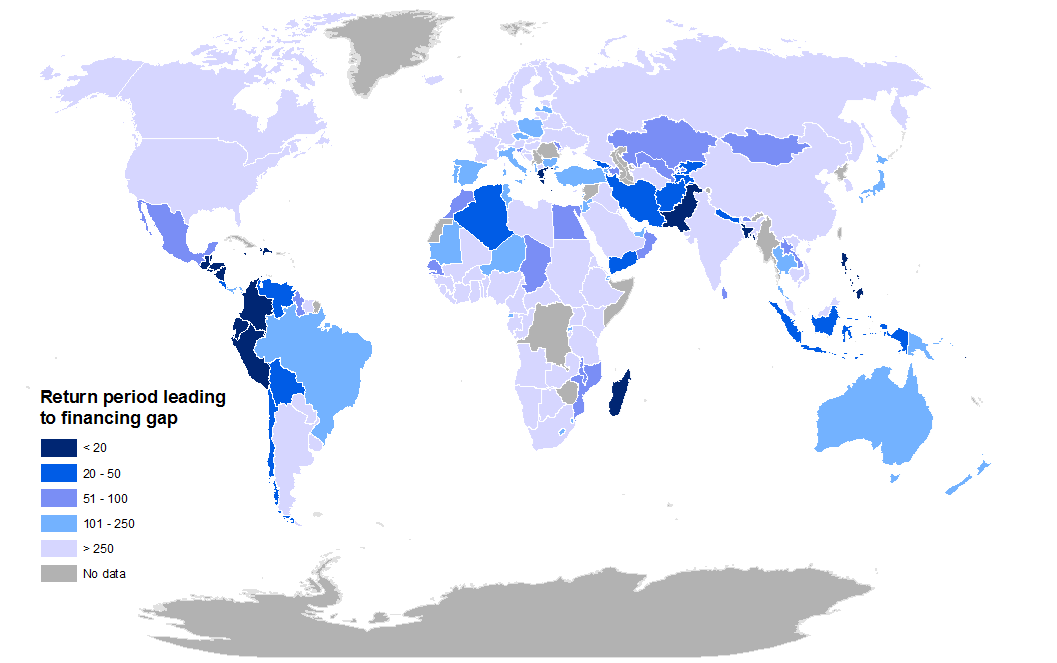 Return period leading
to financing gap
< 20
20 - 50
51 - 100
101 - 250
> 250
No data